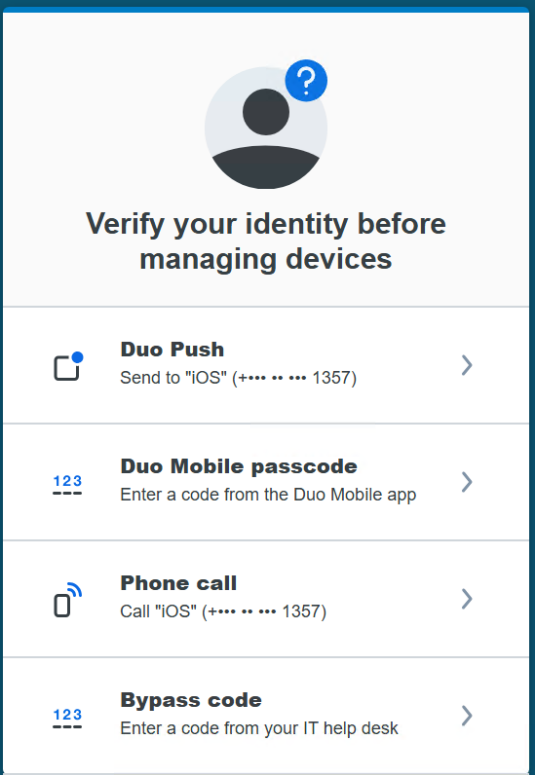 ?
Verify your identity before
managing devices
Duo Push
Send to "iOS" (+••• •• ••• 1357)
123
Duo Mobile passcode
Enter a code from the Duo Mobile app
Phone call
Call "iOS" (+••• •• ••• 1357)
123
Bypass code
Enter a code from your IT help desk